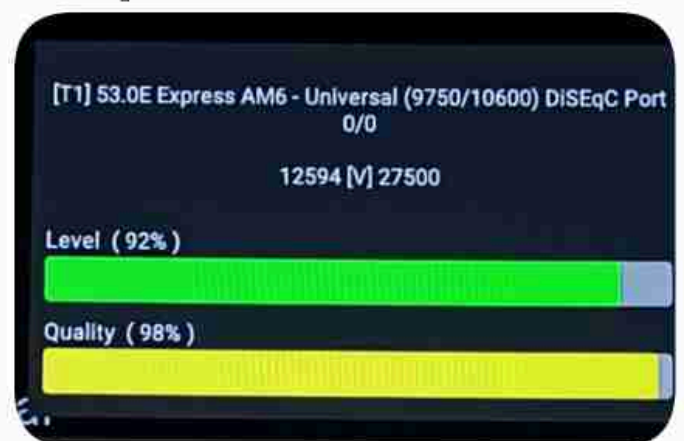 [T1] 53.0E Express AM6 - Universal (9750/10600) DiSEqC Port
0/0
12594 [V] 27500
Level ( 92% )
Quality ( 98% )